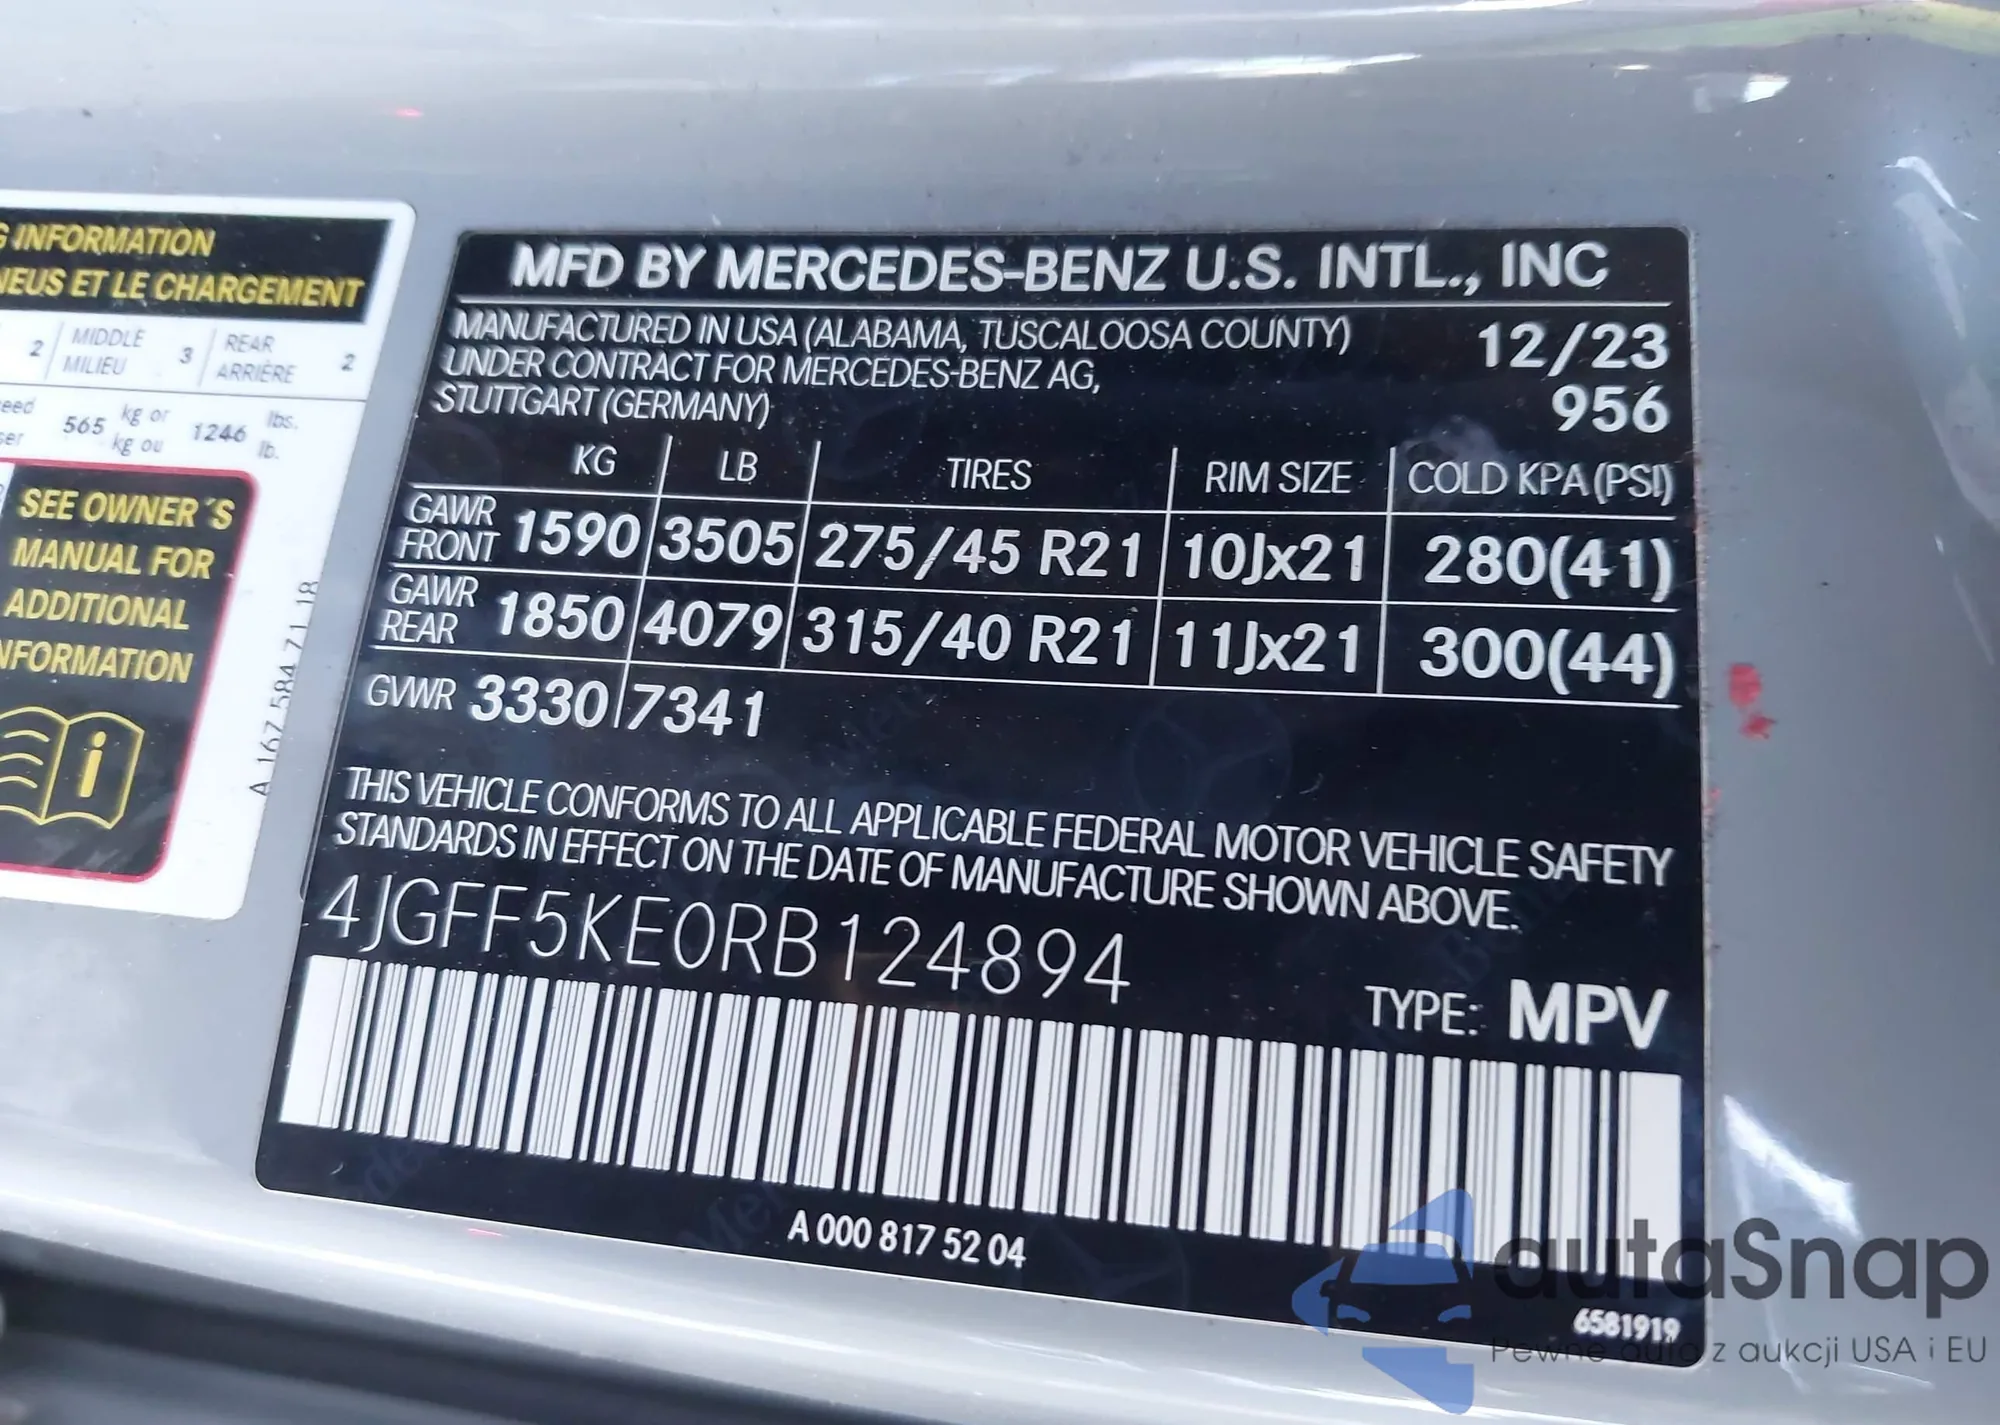 G INFORMATION
NEUS ET LE CHARGEMENT
2 MIDDLE MILIEU 3 REAR ARRIÈRE 2
565 kg or kg ou 1246 lbs. lb.
SEE OWNER´S
MANUAL FOR
ADDITIONAL
NFORMATION
i
A 167 584 71 18
MFD BY MERCEDES-BENZ U.S. INTL., INC
MANUFACTURED IN USA (ALABAMA, TUSCALOOSA COUNTY) 12/23
UNDER CONTRACT FOR MERCEDES-BENZ AG,
STUTTGART (GERMANY) 956
KG LB TIRES RIM SIZE COLD KPA (PSI)
GAWR FRONT 1590 3505 275/45 R21 10Jx21 280(41)
GAWR REAR 1850 4079 315/40 R21 11Jx21 300(44)
GVWR 3330 7341
THIS VEHICLE CONFORMS TO ALL APPLICABLE FEDERAL MOTOR VEHICLE SAFETY
STANDARDS IN EFFECT ON THE DATE OF MANUFACTURE SHOWN ABOVE.
4JGFF5KE0RB124894
TYPE: MPV
A 000 817 52 04
6581919
autaSnap
Pewne auta z aukcji USA i EU